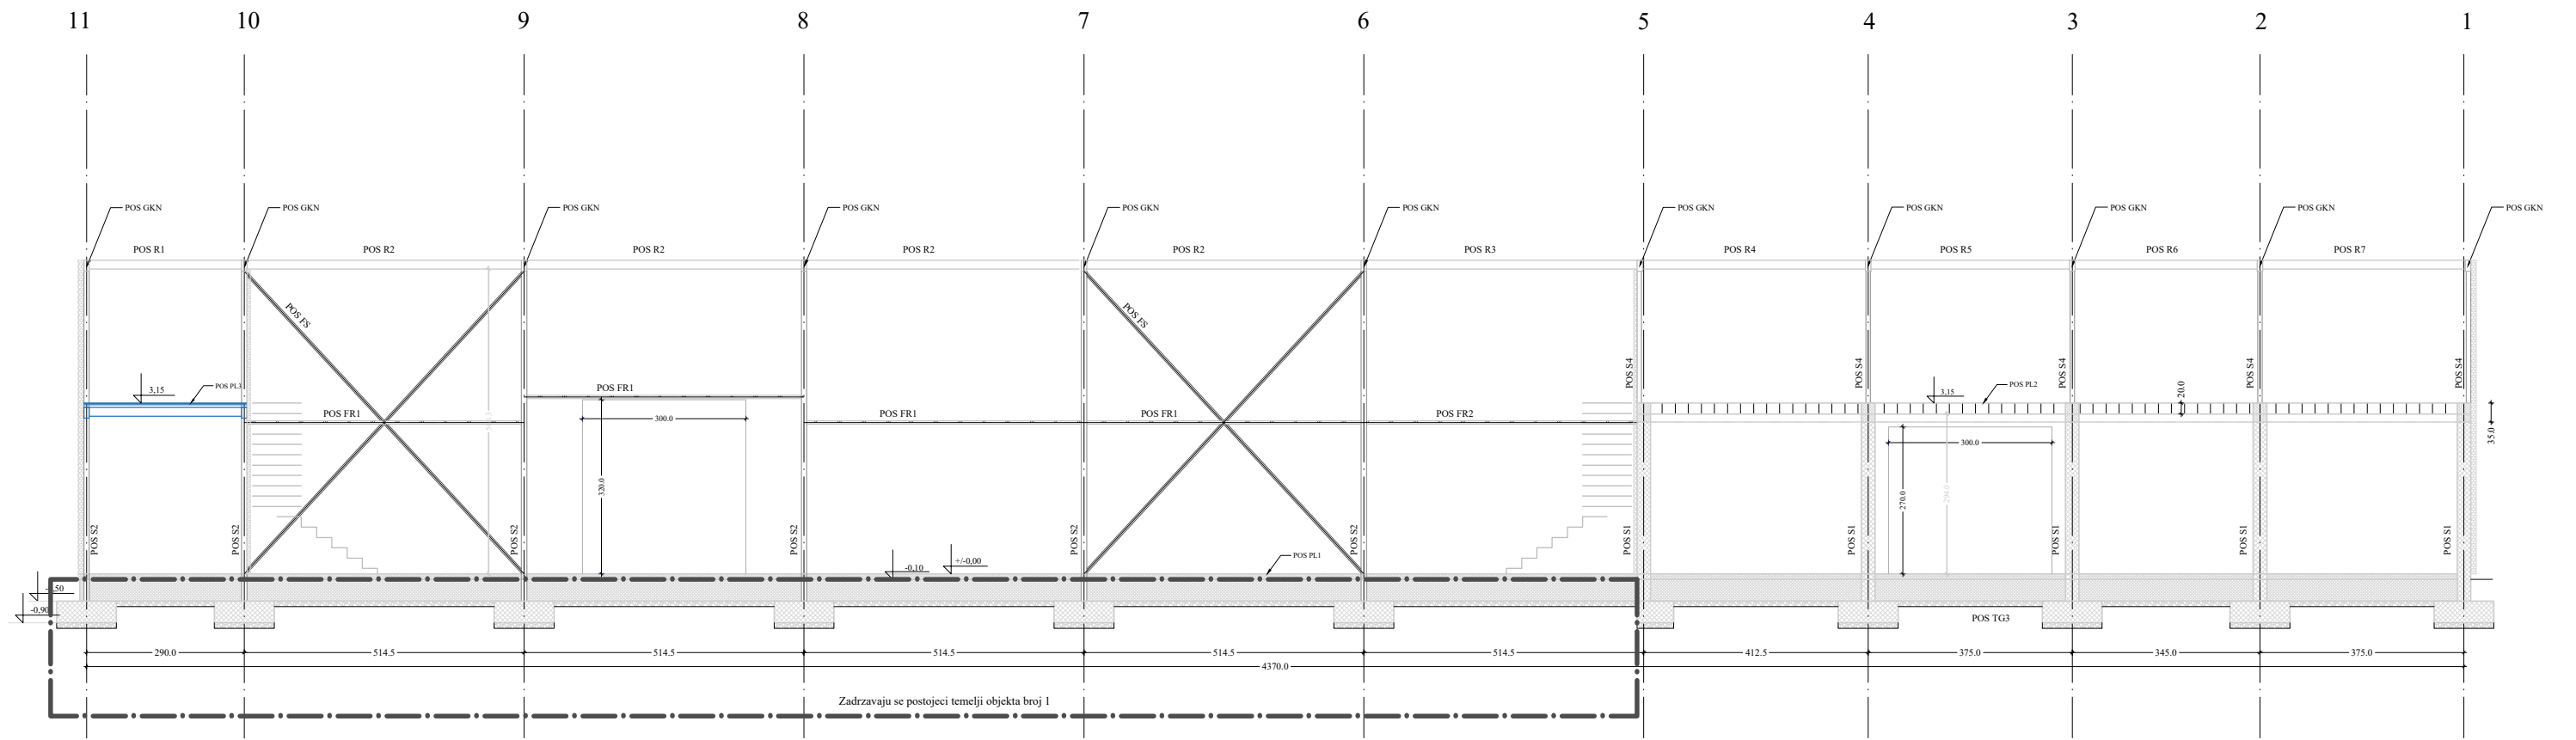 11 10 9 8 7 6 5 4 3 2 1
POS GKN POS GKN POS GKN POS GKN POS GKN POS GKN POS GKN POS GKN POS GKN POS GKN POS GKN
POS R1 POS R2 POS R2 POS R2 POS R2 POS R3 POS R4 POS R5 POS R6 POS R7
POS FS POS FS
POS S4 POS S4 POS S4 POS S4 POS S4
3,15 POS PL3 POS FR1 3,15 POS PL2 20.0
POS FR1 300.0 POS FR1 POS FR1 POS FR2 300.0 35.0
320.0 270.0 294.0
POS S2 POS S2 POS S2 POS S2 POS S2 POS S2 POS S1 POS S1 POS S1 POS S1 POS S1
-0,10 +/-0,00 POS PL1
-0,90
POS TG3
290.0 514.5 514.5 514.5 514.5 514.5 412.5 375.0 345.0 375.0
4370.0
Zadrzavaju se postojeci temelji objekta broj 1